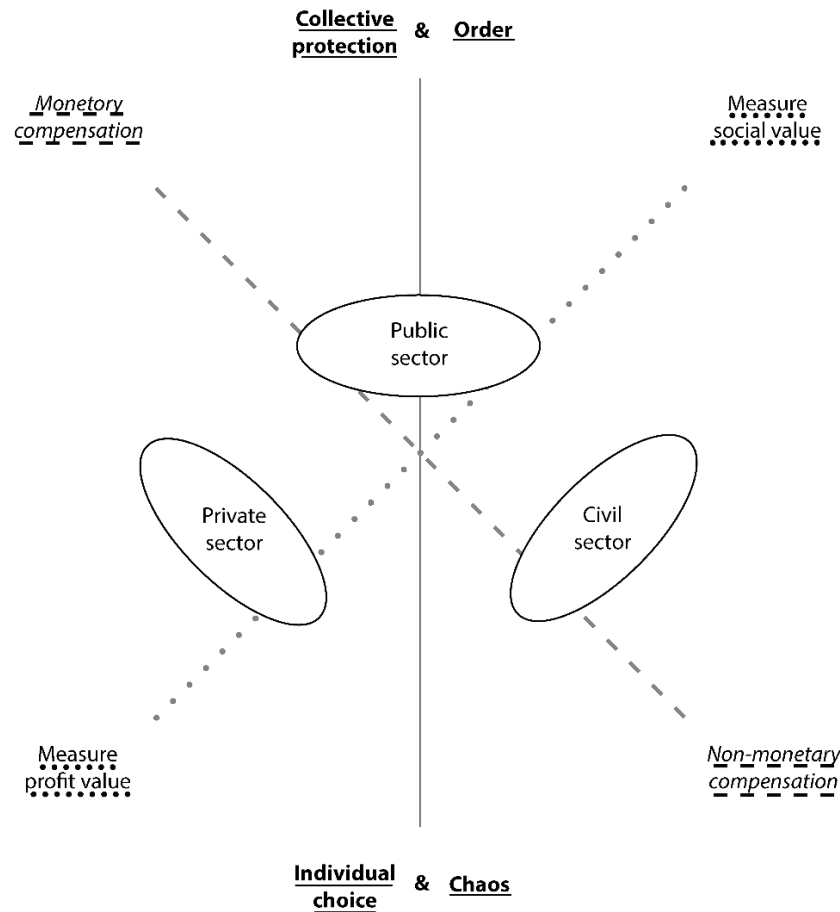 Collective
protection & Order
Monetory
compensation
Measure
social value
Public
sector
Private
sector
Civil
sector
Measure
profit value
Non-monetary
compensation
Individual
choice & Chaos